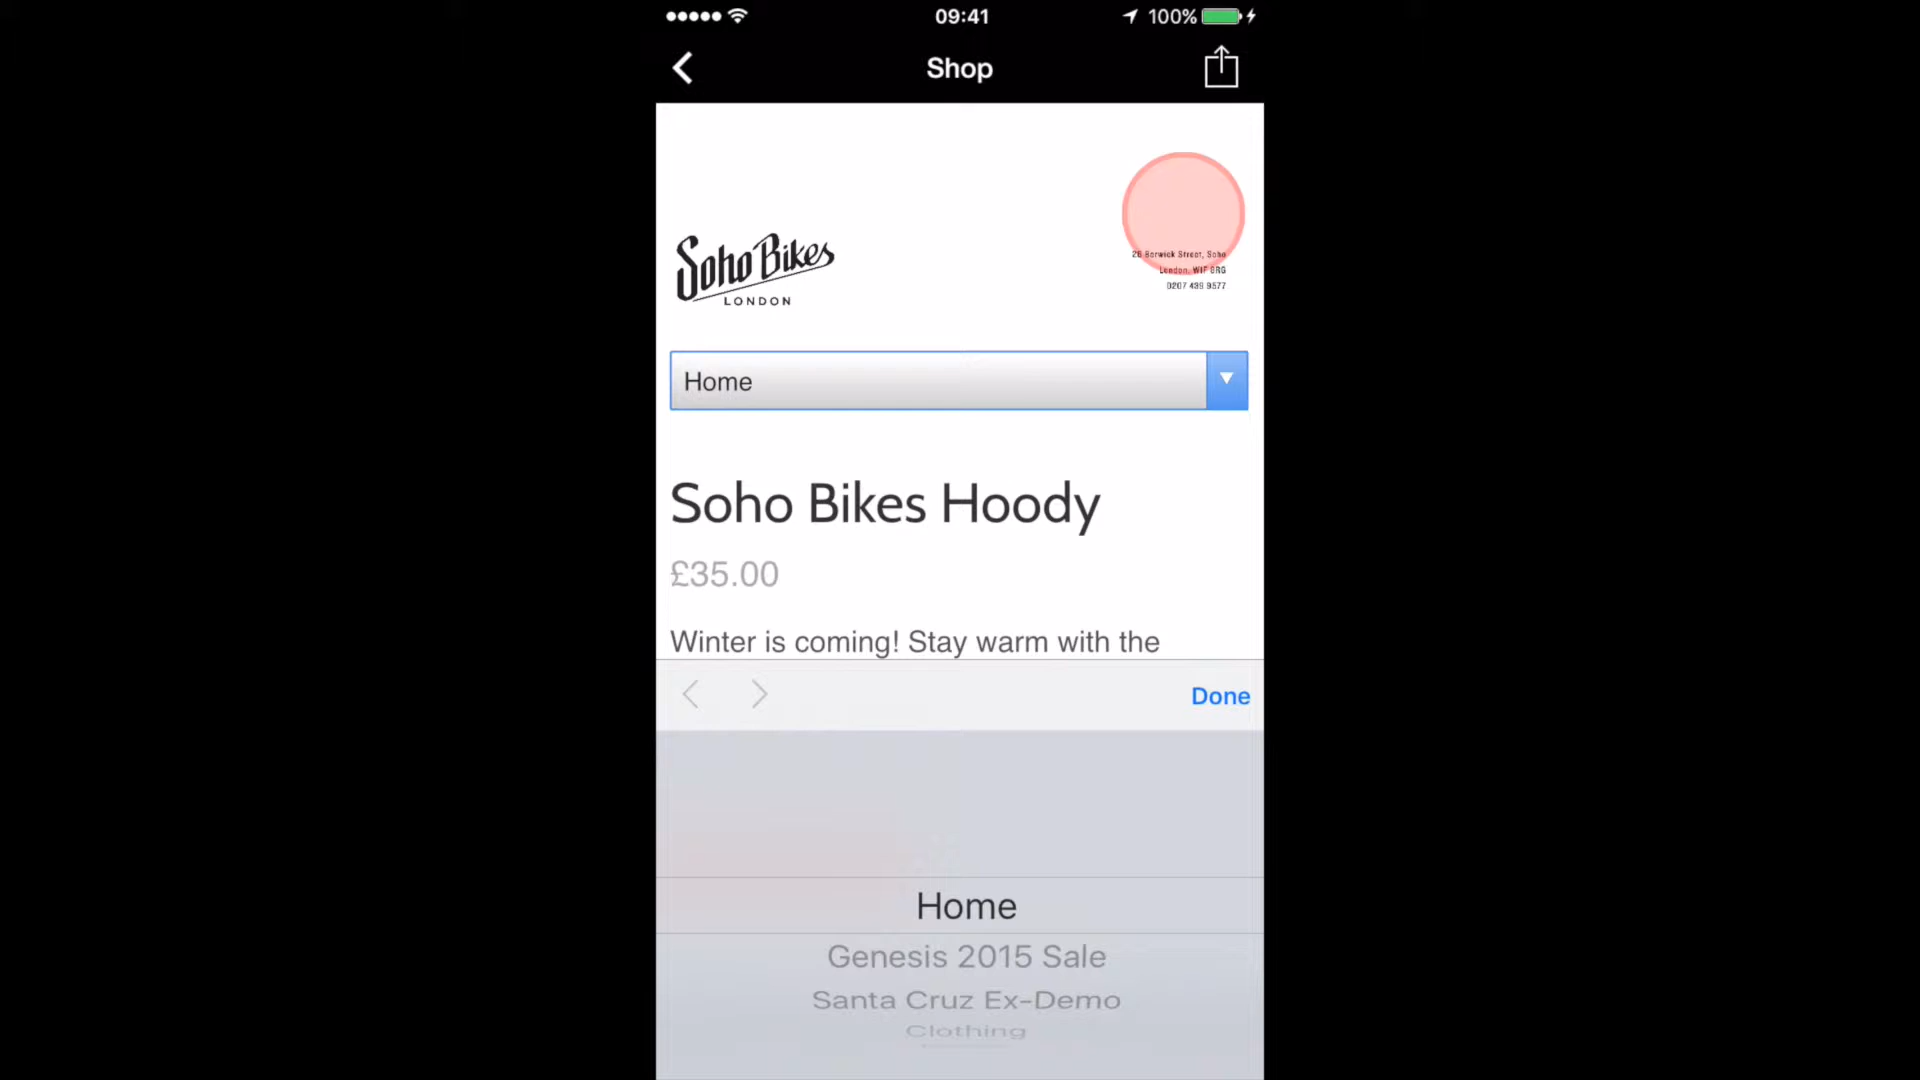 09:41
100%
Shop
Soho Bikes
LONDON
26 Berwick Street, Soho
London, W1F 8RG
0207 439 9577
Home
Soho Bikes Hoody
£35.00
Winter is coming! Stay warm with the
Done
Home
Genesis 2015 Sale
Santa Cruz Ex-Demo
Clothing